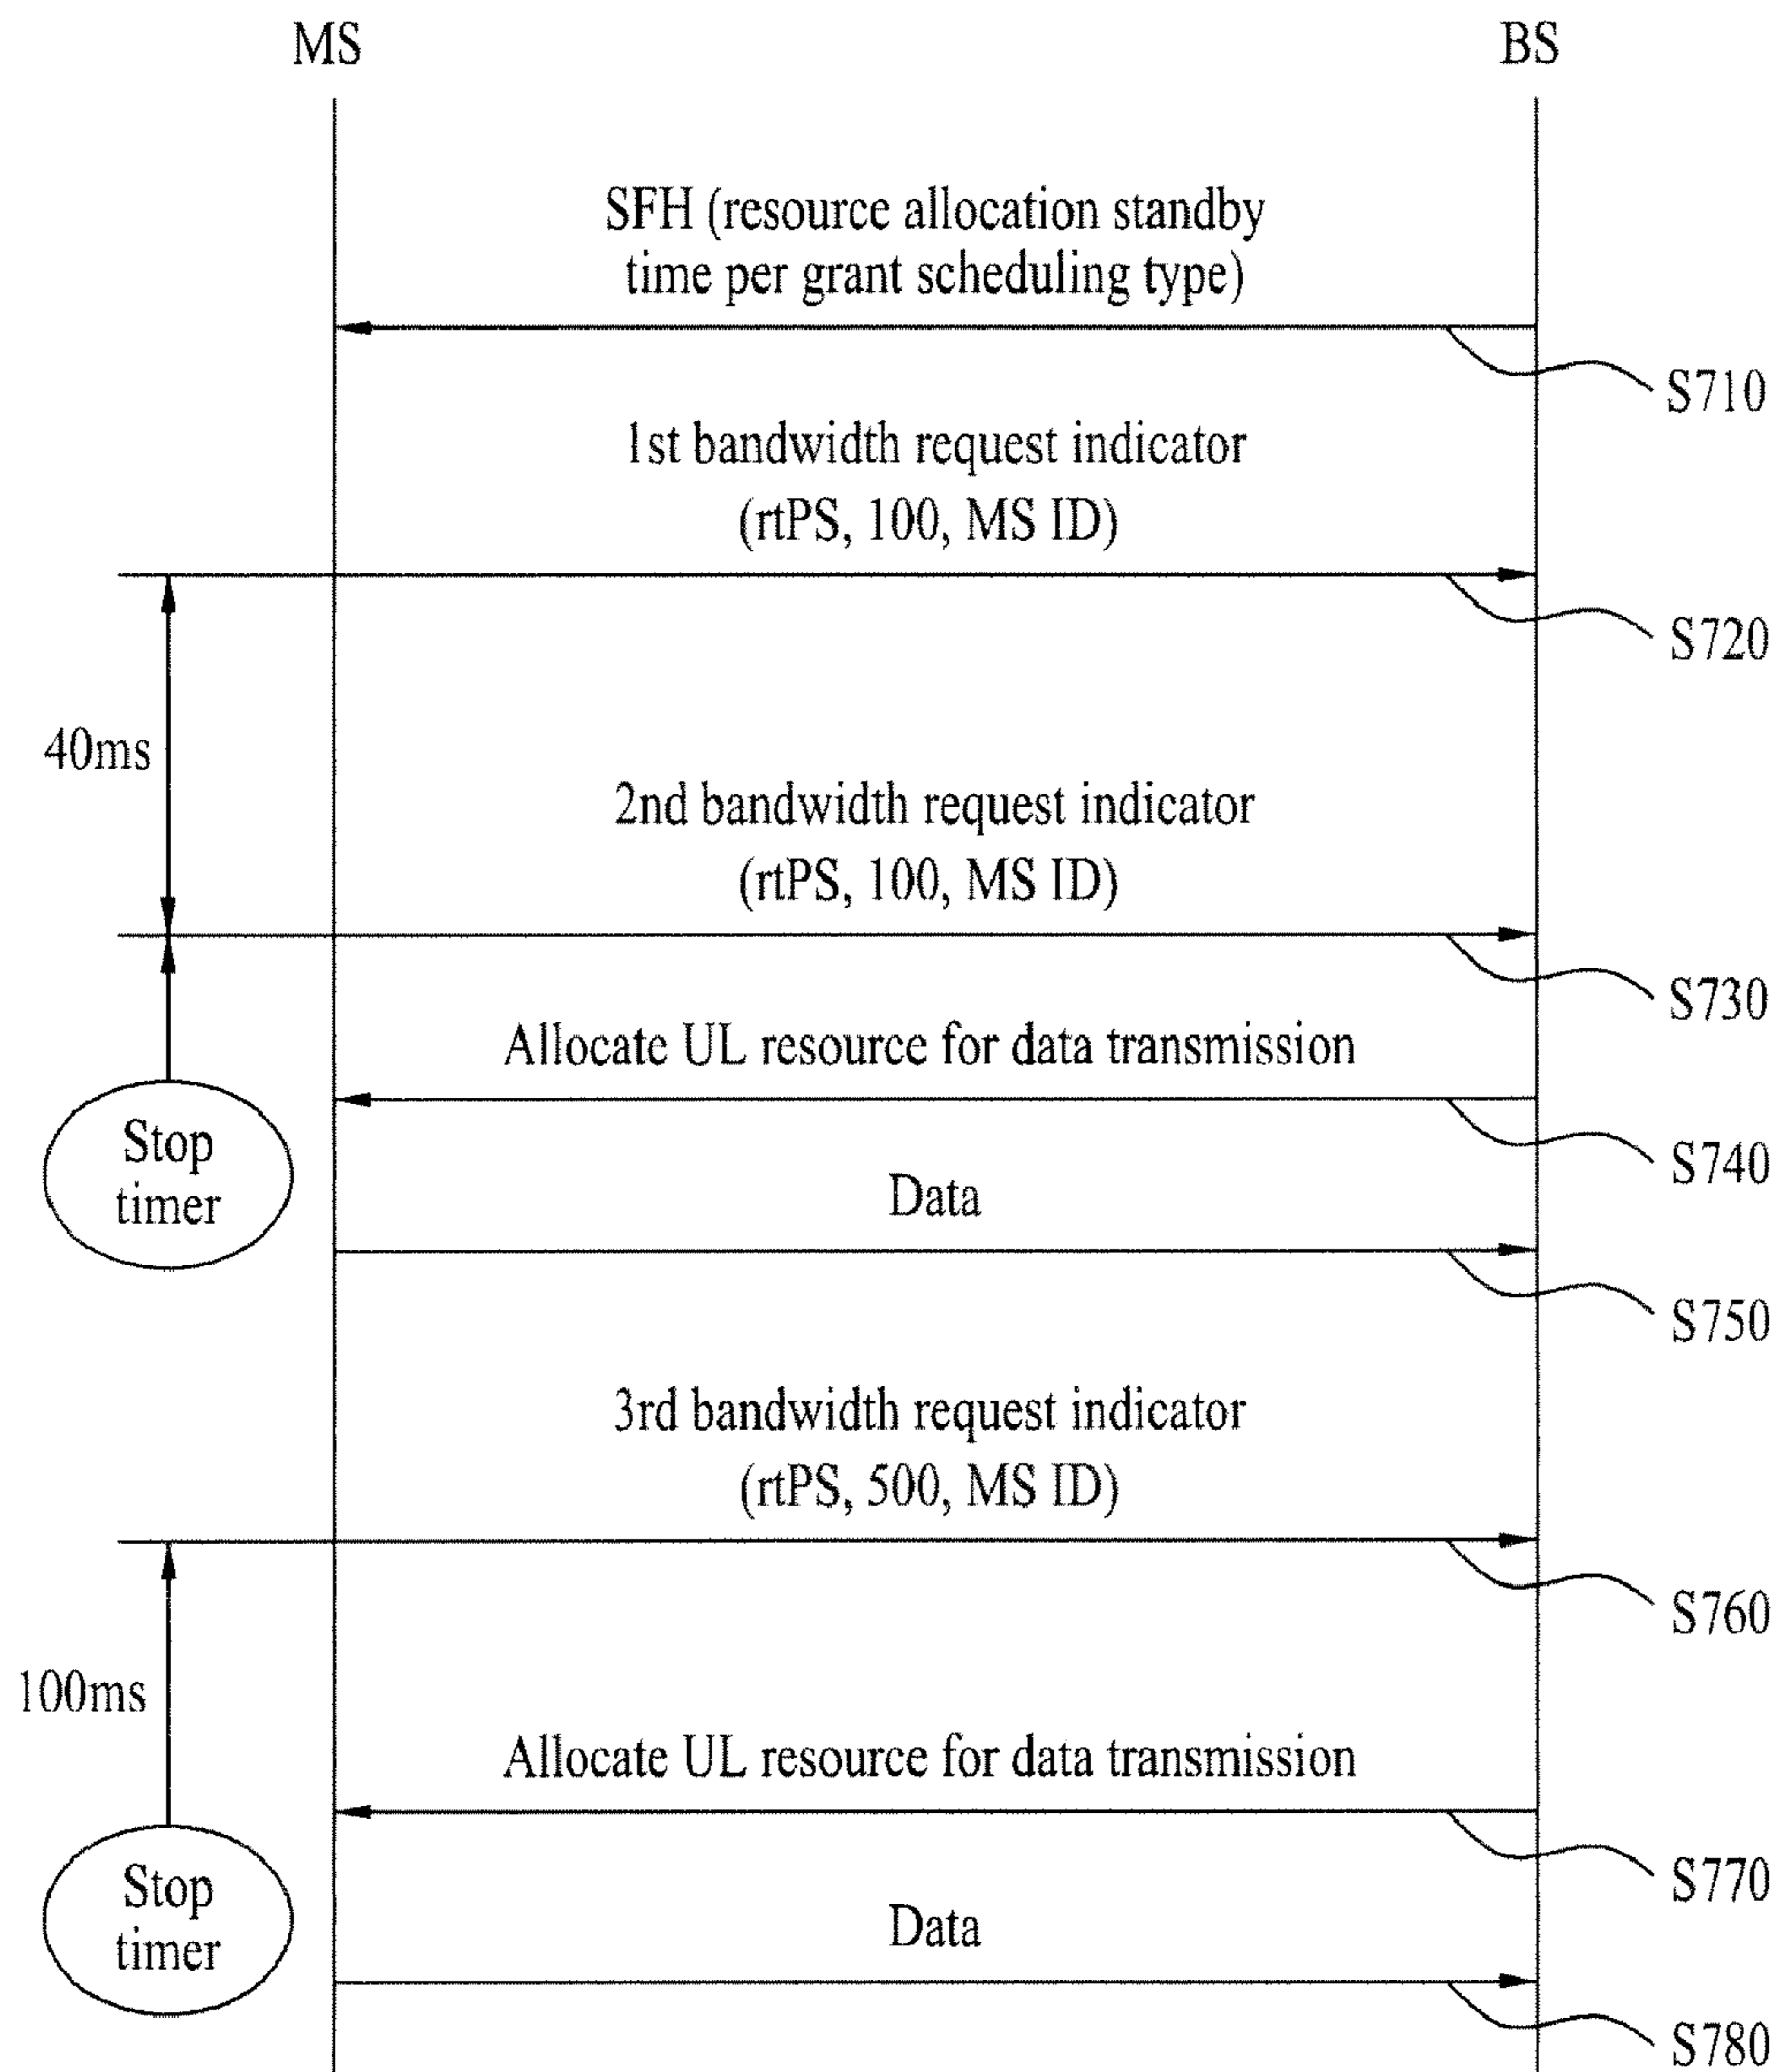 MS
BS
SFH (resource allocation standby
time per grant scheduling type)
S710
1st bandwidth request indicator
(rtPS, 100, MS ID)
S720
40ms
2nd bandwidth request indicator
(rtPS, 100, MS ID)
S730
Allocate UL resource for data transmission
Stop
timer
S740
Data
S750
3rd bandwidth request indicator
(rtPS, 500, MS ID)
S760
100ms
Allocate UL resource for data transmission
S770
Stop
timer
Data
S780